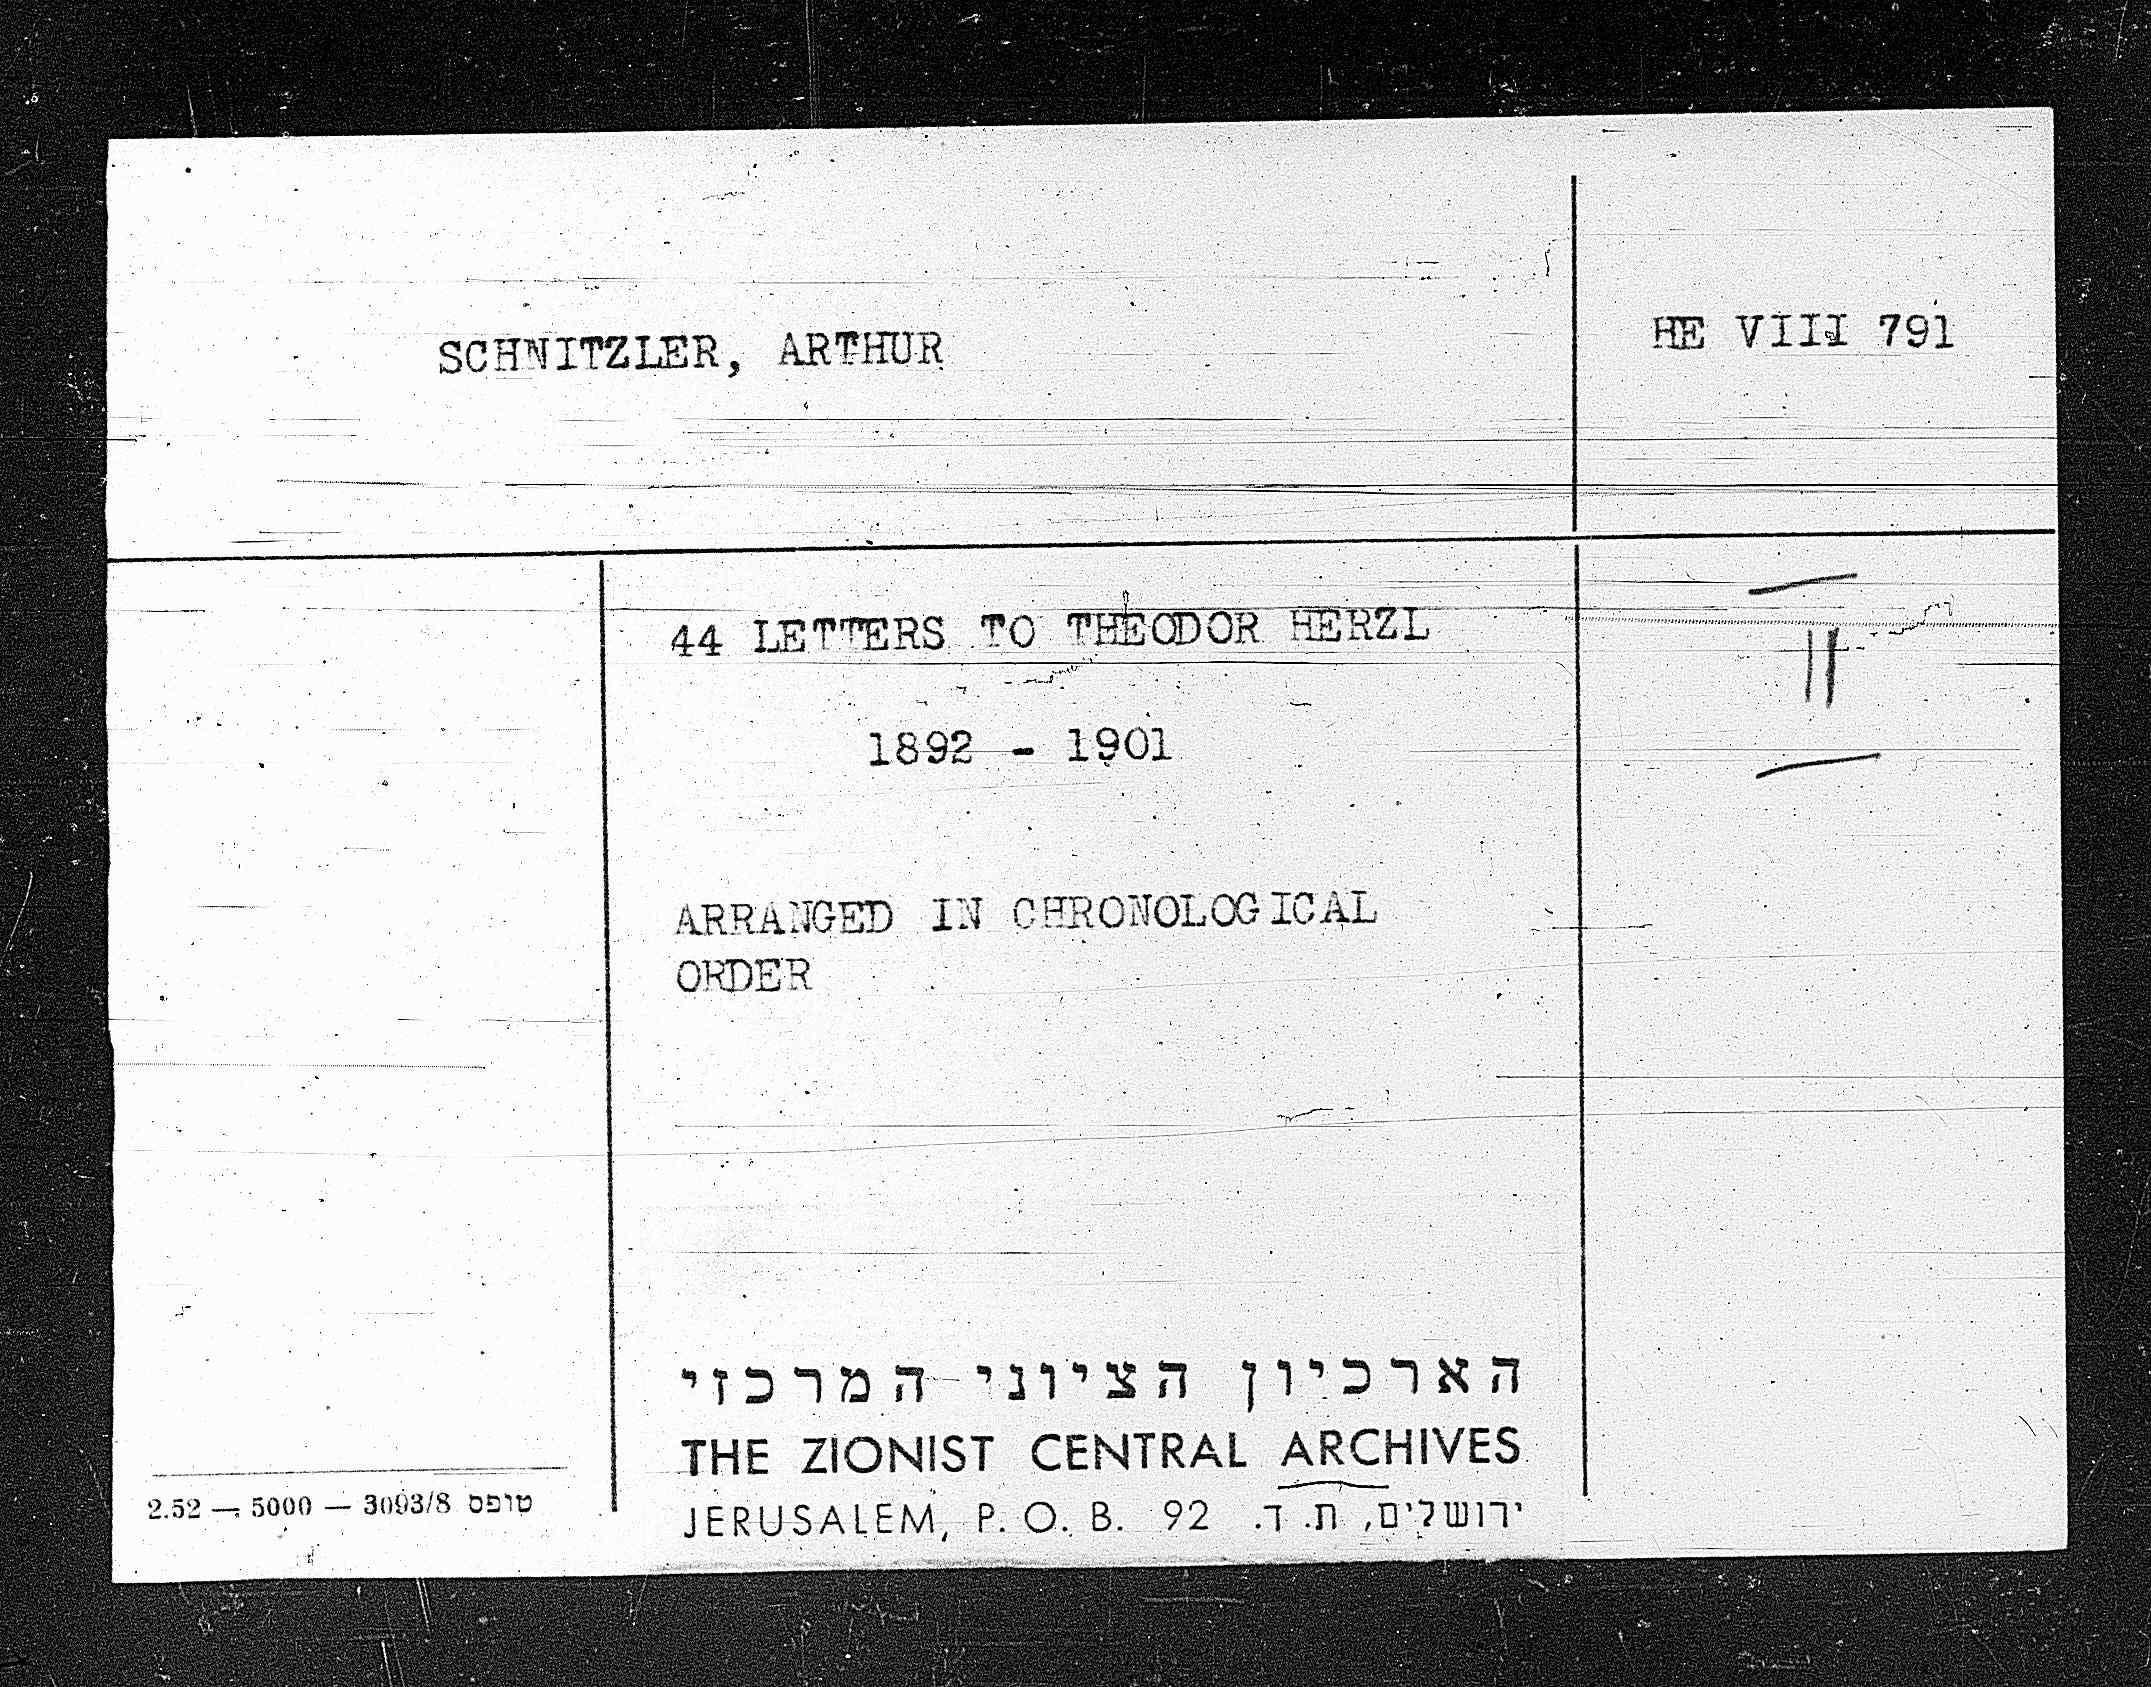 SCHNITZLER, ARTHUR
HE VIII 791
44 LETTERS TO THEODOR HERZL
1892 - 1901
ARRANGED IN CHRONOLOGICAL
ORDER
II
הארכיון הציוני המרכזי
THE ZIONIST CENTRAL ARCHIVES
JERUSALEM, P. O. B. 92 ירושלים, ת. ד.
2.52 — 5000 — 3093/8 טופס